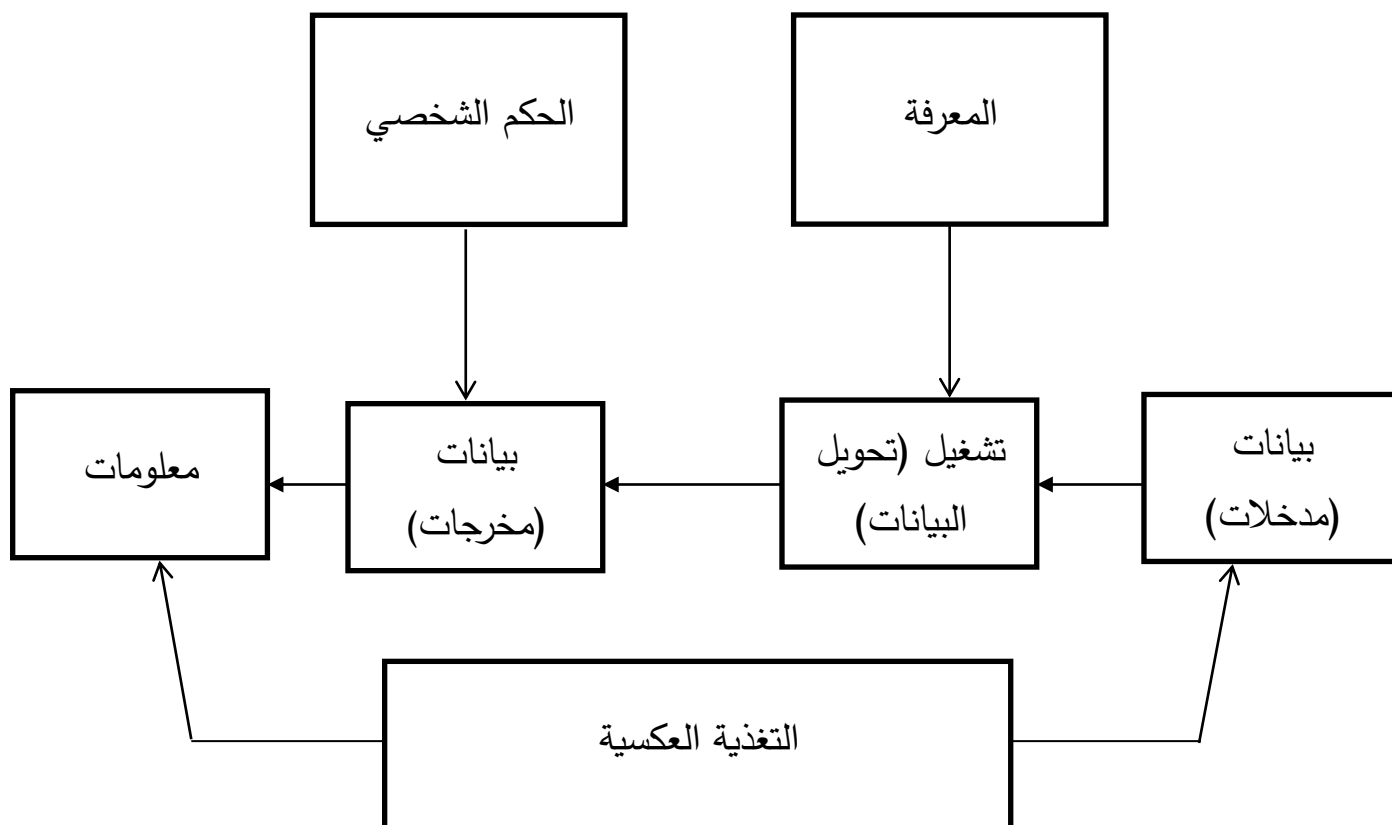 المعرفة
الحكم الشخصي
بيانات
(مدخلات)
تشغيل (تحويل
البيانات)
بيانات
(مخرجات)
معلومات
التغذية العكسية